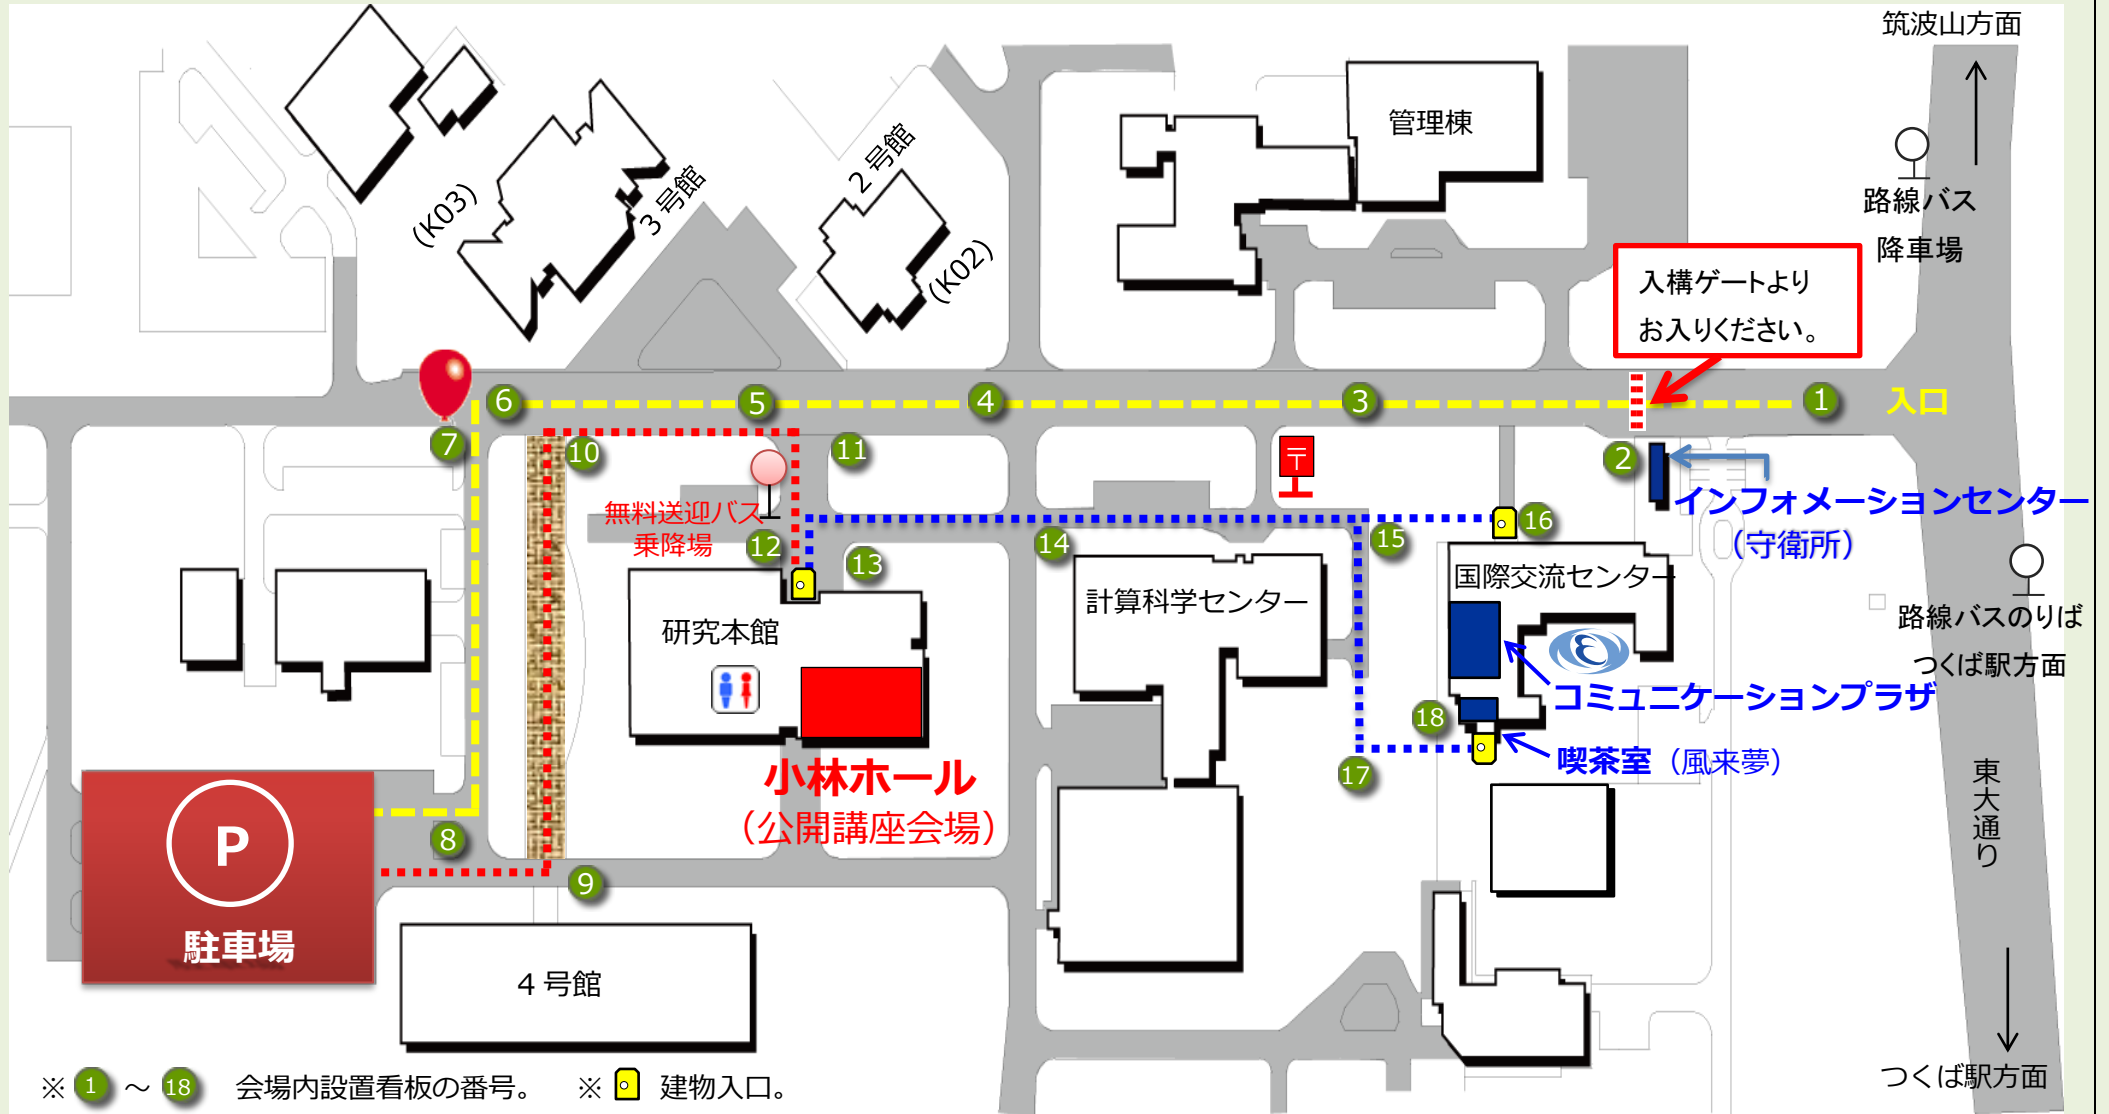 筑波山方面
管理棟
2号館
(K03)
3号館
(K02)
路線バス
降車場
入構ゲートより
お入りください。
6
5
4
3
1
入口
7
10
11
〒
2
インフォメーションセンター
(守衛所)
無料送迎バス
乗降場
12
13
14
15
16
国際交流センター
計算科学センター
研究本館
路線バスのりば
つくば駅方面
コミュニケーションプラザ
18
喫茶室(風来夢)
17
小林ホール
(公開講座会場)
東大通り
P
駐車場
8
9
4号館
つくば駅方面
※ 1 ～ 18 会場内設置看板の番号。 ※ 建物入口。